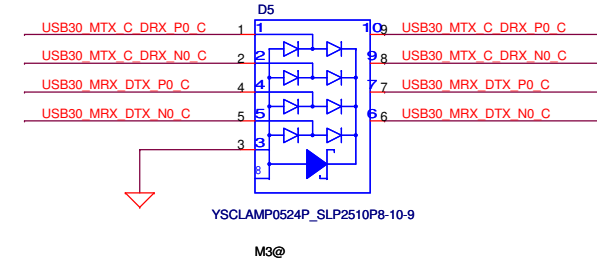 D5
USB30_MTX_C_DRX_P0_C 1 1 10 9 USB30_MTX_C_DRX_P0_C
USB30_MTX_C_DRX_N0_C 2 2 9 8 USB30_MTX_C_DRX_N0_C
USB30_MRX_DTX_P0_C 4 4 7 7 USB30_MRX_DTX_P0_C
USB30_MRX_DTX_N0_C 5 5 6 6 USB30_MRX_DTX_N0_C
3 3
8
YSCLAMP0524P_SLP2510P8-10-9
M3@